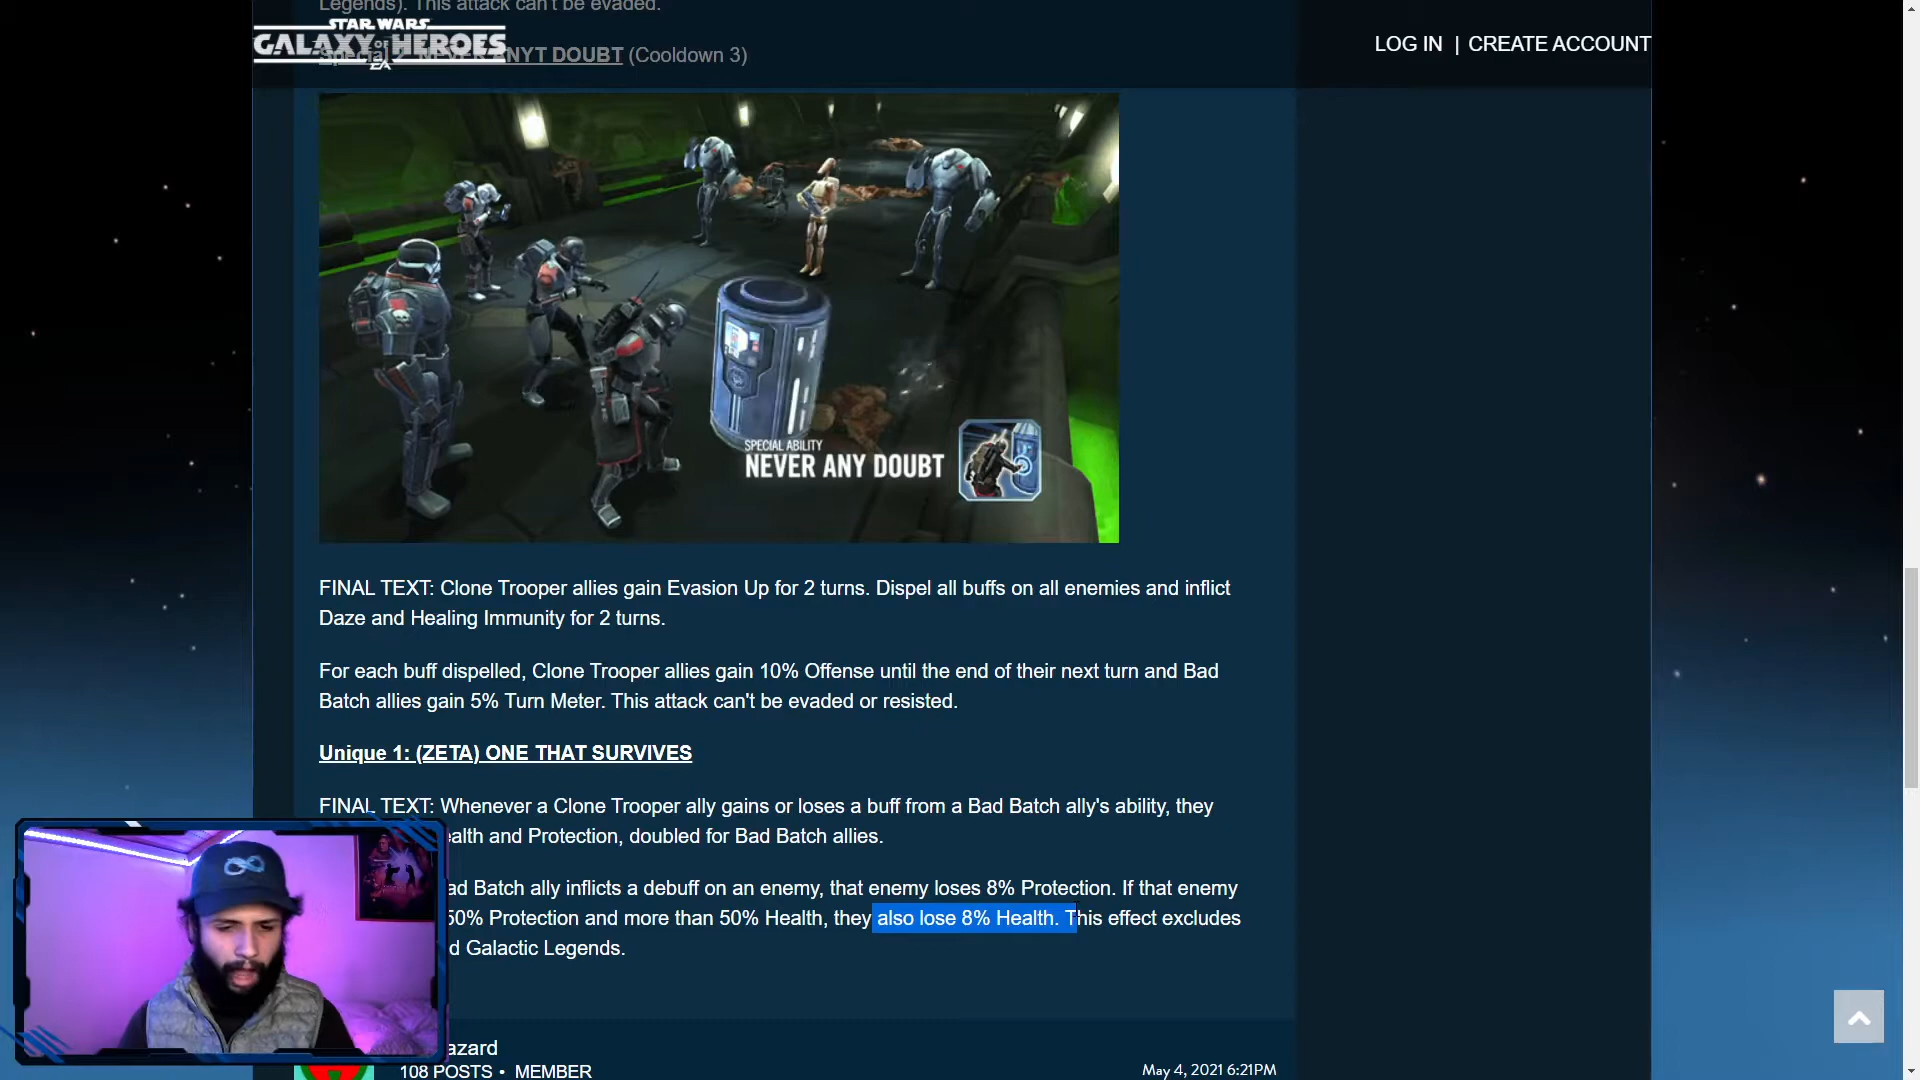 Legends). This attack can't be evaded.
STAR WARS
GALAXY OF HEROES
EA
LOG IN | CREATE ACCOUNT
NYT DOUBT (Cooldown 3)
SPECIAL ABILITY
NEVER ANY DOUBT
FINAL TEXT: Clone Trooper allies gain Evasion Up for 2 turns. Dispel all buffs on all enemies and inflict
Daze and Healing Immunity for 2 turns.
For each buff dispelled, Clone Trooper allies gain 10% Offense until the end of their next turn and Bad
Batch allies gain 5% Turn Meter. This attack can't be evaded or resisted.
Unique 1: (ZETA) ONE THAT SURVIVES
FINAL TEXT: Whenever a Clone Trooper ally gains or loses a buff from a Bad Batch ally's ability, they
ealth and Protection, doubled for Bad Batch allies.
ad Batch ally inflicts a debuff on an enemy, that enemy loses 8% Protection. If that enemy
50% Protection and more than 50% Health, they also lose 8% Health. This effect excludes
d Galactic Legends.
azard
108 POSTS • MEMBER
May 4, 2021 6:21PM